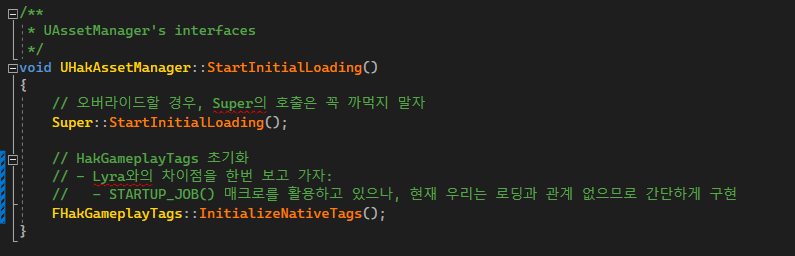 /**
 * UAssetManager's interfaces
 */
void UHakAssetManager::StartInitialLoading()
{
    // 오버라이드할 경우, Super의 호출은 꼭 까먹지 말자
    Super::StartInitialLoading();

    // HakGameplayTags 초기화
    // - Lyra와의 차이점을 한번 보고 가자:
    //   - STARTUP_JOB() 매크로를 활용하고 있으나, 현재 우리는 로딩과 관계 없으므로 간단하게 구현
    FHakGameplayTags::InitializeNativeTags();
}